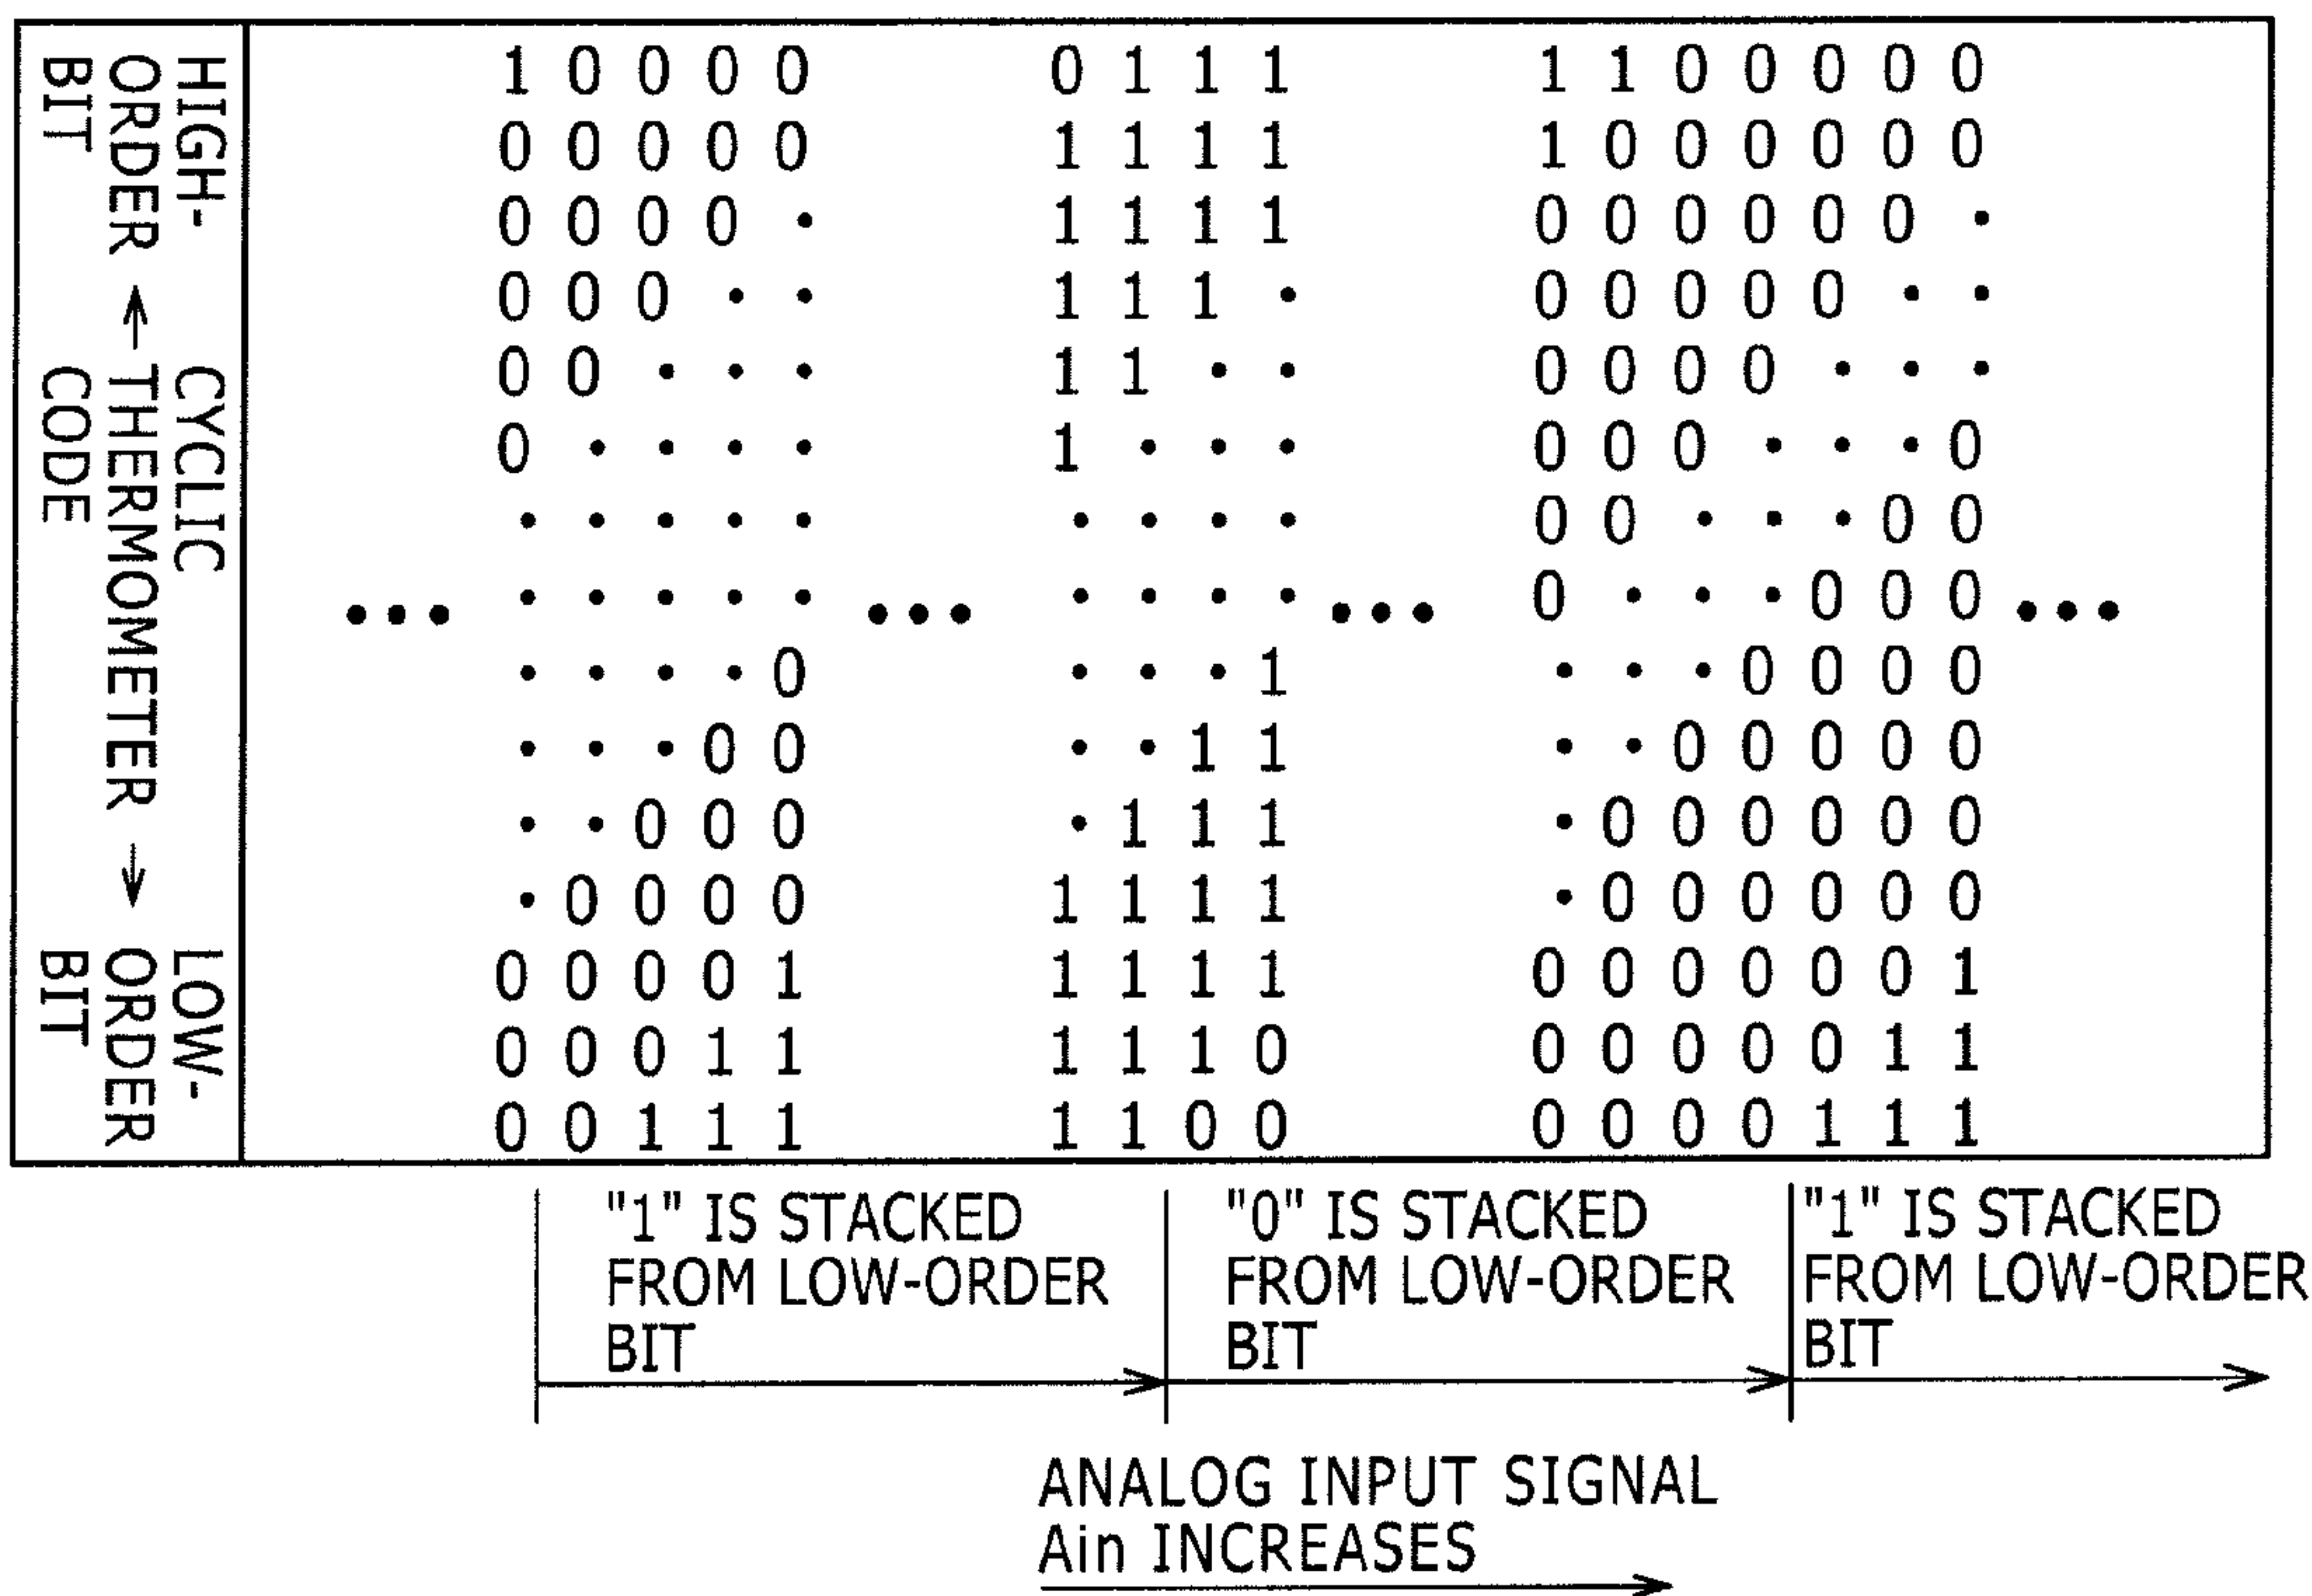 HIGH- CYCLIC LOW-
ORDER ← THERMOMETER → ORDER
BIT CODE BIT
1 0 0 0 0 0 1 1 1 1 1 0 0 0 0 0
0 0 0 0 0 1 1 1 1 1 0 0 0 0 0 0
0 0 0 0 · 1 1 1 1 0 0 0 0 0 0 ·
0 0 0 · · 1 1 1 · 0 0 0 0 0 · ·
0 0 · · · 1 1 · · 0 0 0 0 · · ·
0 · · · · 1 · · · 0 0 0 · · · 0
· · · · · · · · · 0 0 · · · 0 0
••• · · · · · ••• · · · · ••• 0 · · · 0 0 0 •••
· · · · 0 · · · 1 · · · 0 0 0 0
· · · 0 0 · · 1 1 · · 0 0 0 0 0
· · 0 0 0 · 1 1 1 · 0 0 0 0 0 0
· 0 0 0 0 1 1 1 1 · 0 0 0 0 0 0
0 0 0 0 1 1 1 1 1 0 0 0 0 0 0 1
0 0 0 1 1 1 1 1 0 0 0 0 0 0 1 1
0 0 1 1 1 1 1 0 0 0 0 0 0 1 1 1
"1" IS STACKED
FROM LOW-ORDER
BIT
"0" IS STACKED
FROM LOW-ORDER
BIT
"1" IS STACKED
FROM LOW-ORDER
BIT
ANALOG INPUT SIGNAL
Ain INCREASES